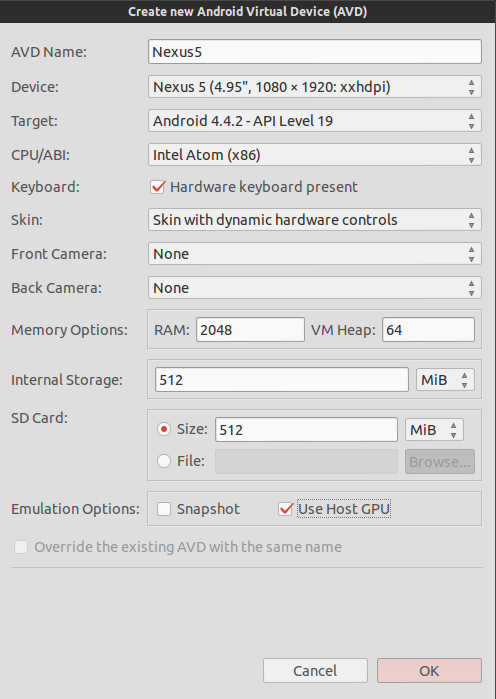 Create new Android Virtual Device (AVD)
AVD Name: Nexus5
Device: Nexus 5 (4.95", 1080 × 1920: xxhdpi)
Target: Android 4.4.2 - API Level 19
CPU/ABI: Intel Atom (x86)
Keyboard: Hardware keyboard present
Skin: Skin with dynamic hardware controls
Front Camera: None
Back Camera: None
Memory Options: RAM: 2048 VM Heap: 64
Internal Storage: 512 MiB
SD Card:
Size: 512 MiB
File: Browse...
Emulation Options: Snapshot Use Host GPU
Override the existing AVD with the same name
Cancel OK